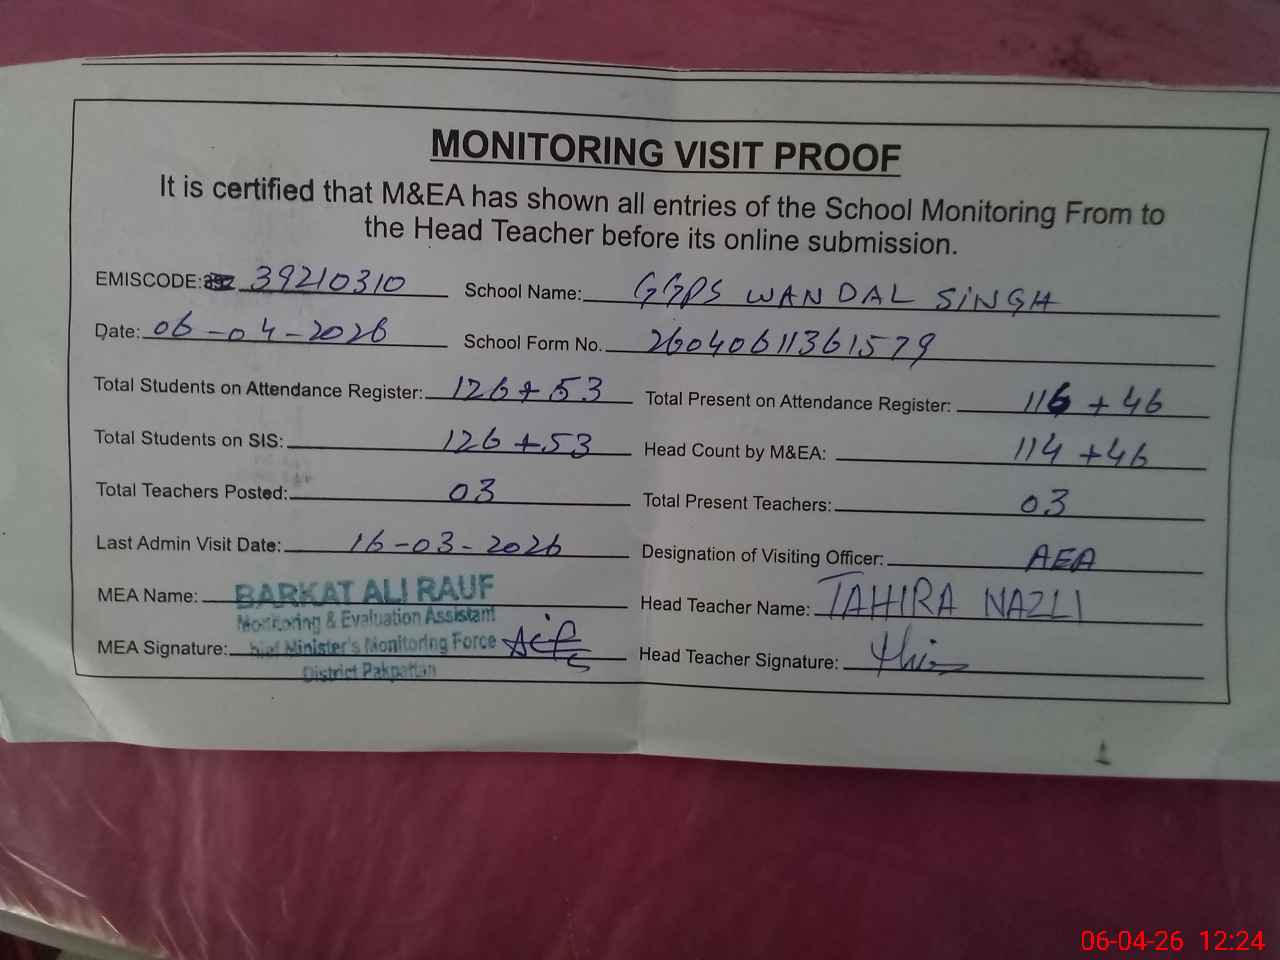 MONITORING VISIT PROOF
It is certified that M&EA has shown all entries of the School Monitoring From to
the Head Teacher before its online submission.
EMISCODE: 39210310 School Name: GGPS WANDAL SINGH
Date: 06-04-2026 School Form No. 26040611361579
Total Students on Attendance Register: 126+53 Total Present on Attendance Register: 116+46
Total Students on SIS: 126+53 Head Count by M&EA: 114+46
Total Teachers Posted: 03 Total Present Teachers: 03
Last Admin Visit Date: 16-03-2026 Designation of Visiting Officer: AEA
MEA Name: BARKAT ALI RAUF Head Teacher Name: TAHIRA NAZLI
Monitoring & Evaluation Assistant
MEA Signature: Chief Minister's Monitoring Force Head Teacher Signature:
District Pakpattan
06-04-26 12:24